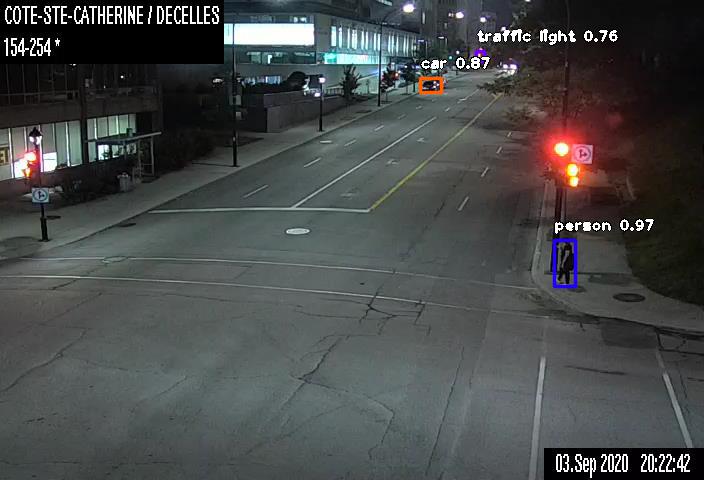 COTE-STE-CATHERINE / DECELLES
154-254 *
traffic light 0.76
car 0.87
person 0.97
03.Sep 2020 20:22:42